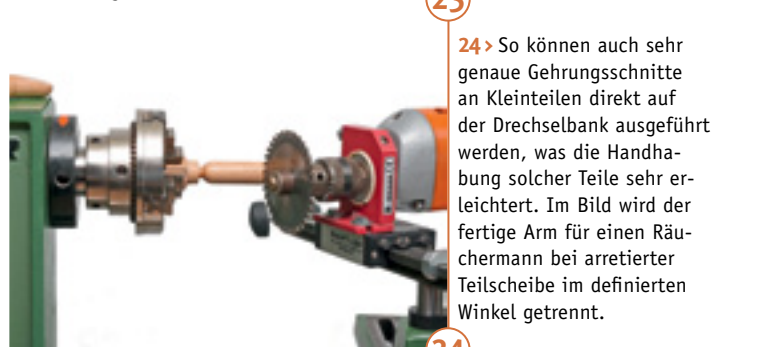 23
24 › So können auch sehr
genaue Gehrungsschnitte
an Kleinteilen direkt auf
der Drechselbank ausgeführt
werden, was die Handha-
bung solcher Teile sehr er-
leichtert. Im Bild wird der
fertige Arm für einen Räu-
chermann bei arretierter
Teilscheibe im definierten
Winkel getrennt.
24